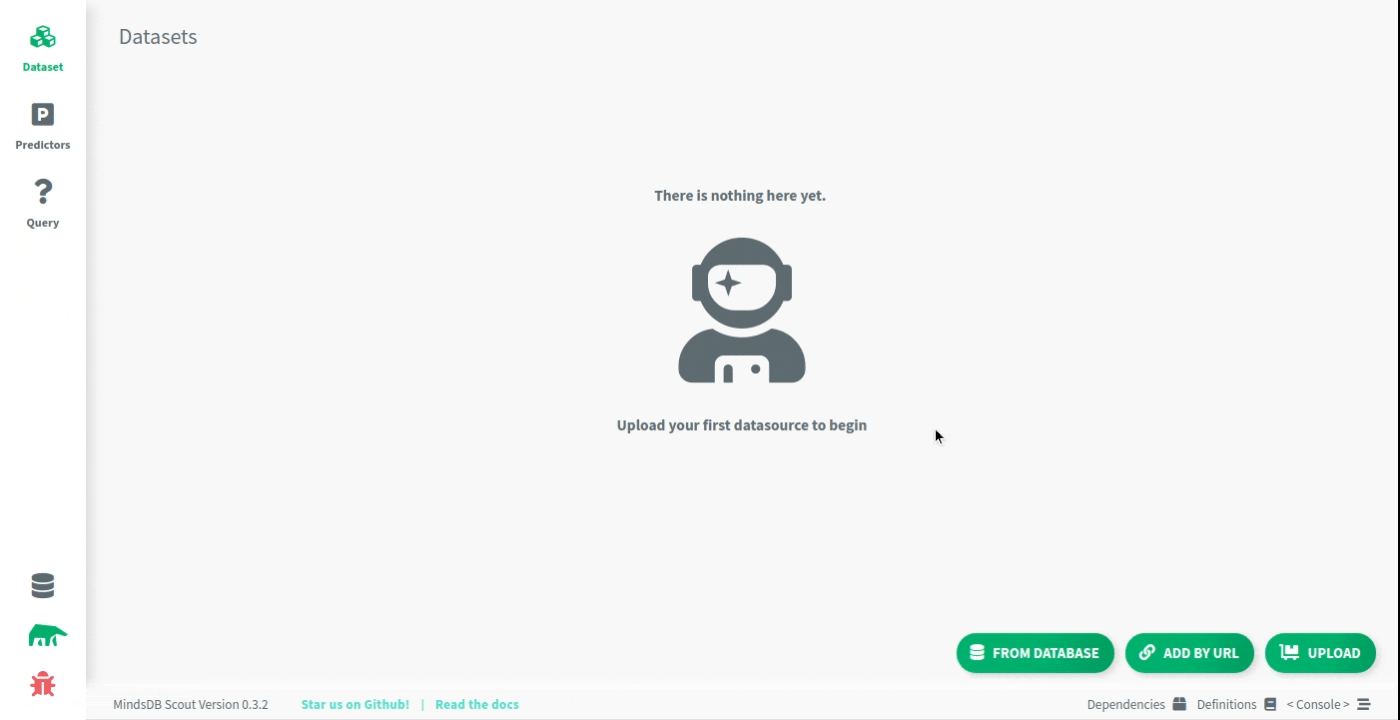 Datasets
Dataset
P
Predictors
?
Query
There is nothing here yet.
Upload your first datasource to begin
FROM DATABASE
ADD BY URL
UPLOAD
MindsDB Scout Version 0.3.2
Star us on Github! | Read the docs
Dependencies
Definitions
< Console >